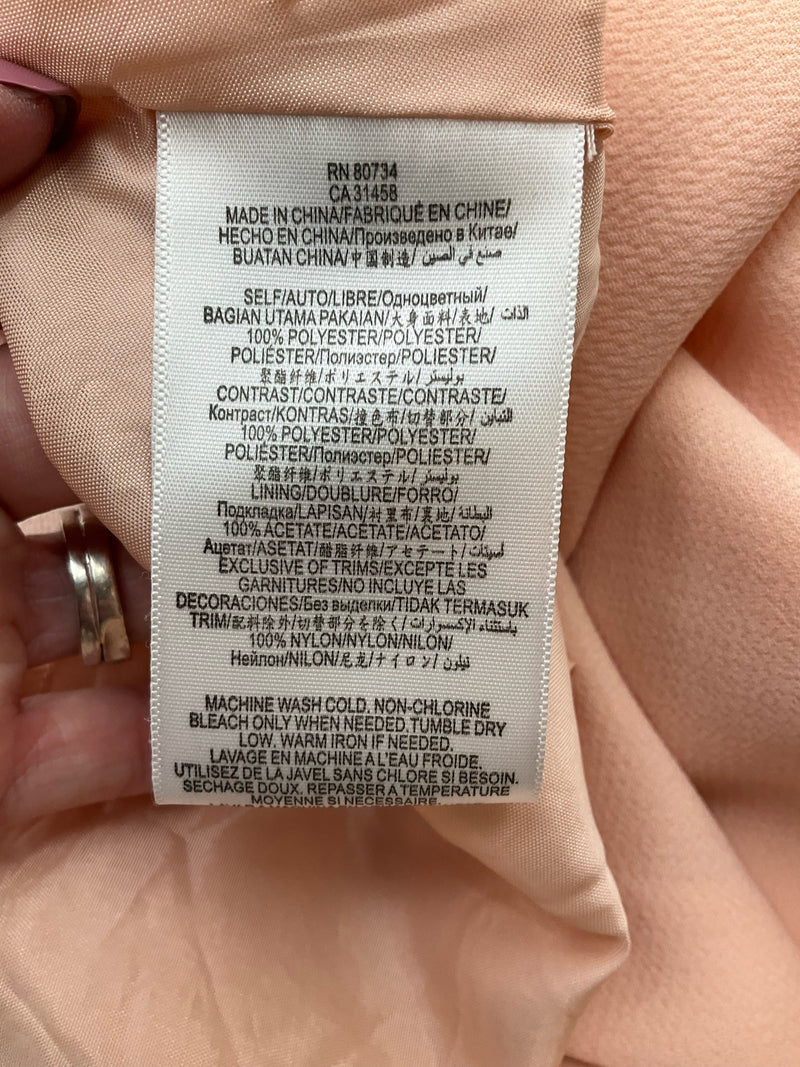 RN 80734
CA 31458
MADE IN CHINA/FABRIQUÉ EN CHINE/
HECHO EN CHINA/Произведено в Китае/
BUATAN CHINA/中国制造/ صنع في الصين
SELF/AUTO/LIBRE/Одноцветный/
BAGIAN UTAMA PAKAIAN/大身面料/表地/ الذات
100% POLYESTER/POLYESTER/
POLIÉSTER/Полиэстер/POLIESTER/
聚酯纤维/ポリエステル/ بوليستر
CONTRAST/CONTRASTE/CONTRASTE/
Контраст/KONTRAS/撞色布/切替部分/ التباين
100% POLYESTER/POLYESTER/
POLIÉSTER/Полиэстер/POLIESTER/
聚酯纤维/ポリエステル/ بوليستر
LINING/DOUBLURE/FORRO/
Подкладка/LAPISAN/衬里布/裏地/ البطانة
100% ACETATE/ACÉTATE/ACETATO/
Ацетат/ASETAT/醋脂纤维/アセテート/ أسيتات
EXCLUSIVE OF TRIMS/EXCEPTE LES
GARNITURES/NO INCLUYE LAS
DECORACIONES/Без выделки/TIDAK TERMASUK
TRIM/配料除外/切替部分を除く/ باستثناء الإكسسوارات
100% NYLON/NYLON/NILON/
Нейлон/NILON/尼龙/ナイロン/ نيلون
MACHINE WASH COLD. NON-CHLORINE
BLEACH ONLY WHEN NEEDED.TUMBLE DRY
LOW. WARM IRON IF NEEDED.
LAVAGE EN MACHINE A L'EAU FROIDE.
UTILISEZ DE LA JAVEL SANS CHLORE SI BESOIN.
SECHAGE DOUX. REPASSER A TEMPERATURE
MOYENNE SI NECESSAIRE.